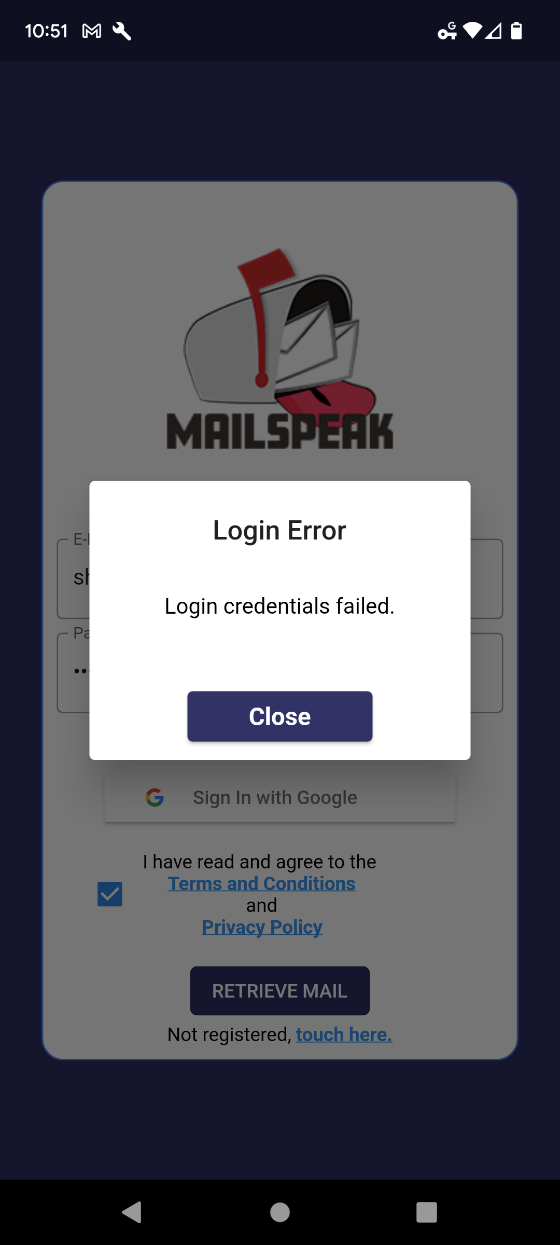 10:51
MAILSPEAK
Login Error
Login credentials failed.
Close
Sign In with Google
I have read and agree to the
Terms and Conditions
and
Privacy Policy
RETRIEVE MAIL
Not registered, touch here.